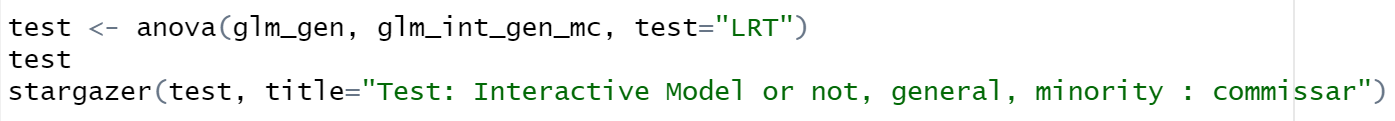 test <- anova(glm_gen, glm_int_gen_mc, test="LRT")
test
stargazer(test, title="Test: Interactive Model or not, general, minority : commissar")